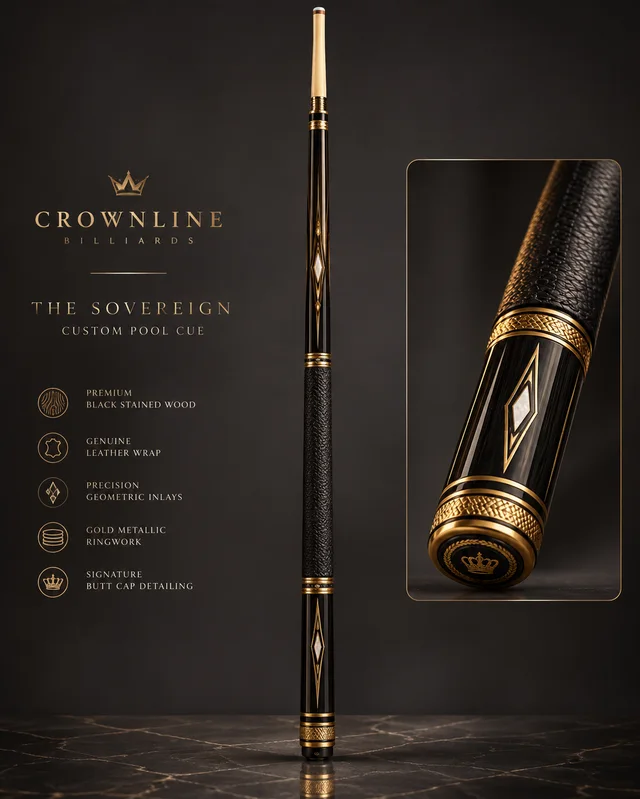 CROWNLINE
BILLIARDS
THE SOVEREIGN
CUSTOM POOL CUE
PREMIUM
BLACK STAINED WOOD
GENUINE
LEATHER WRAP
PRECISION
GEOMETRIC INLAYS
GOLD METALLIC
RINGWORK
SIGNATURE
BUTT CAP DETAILING